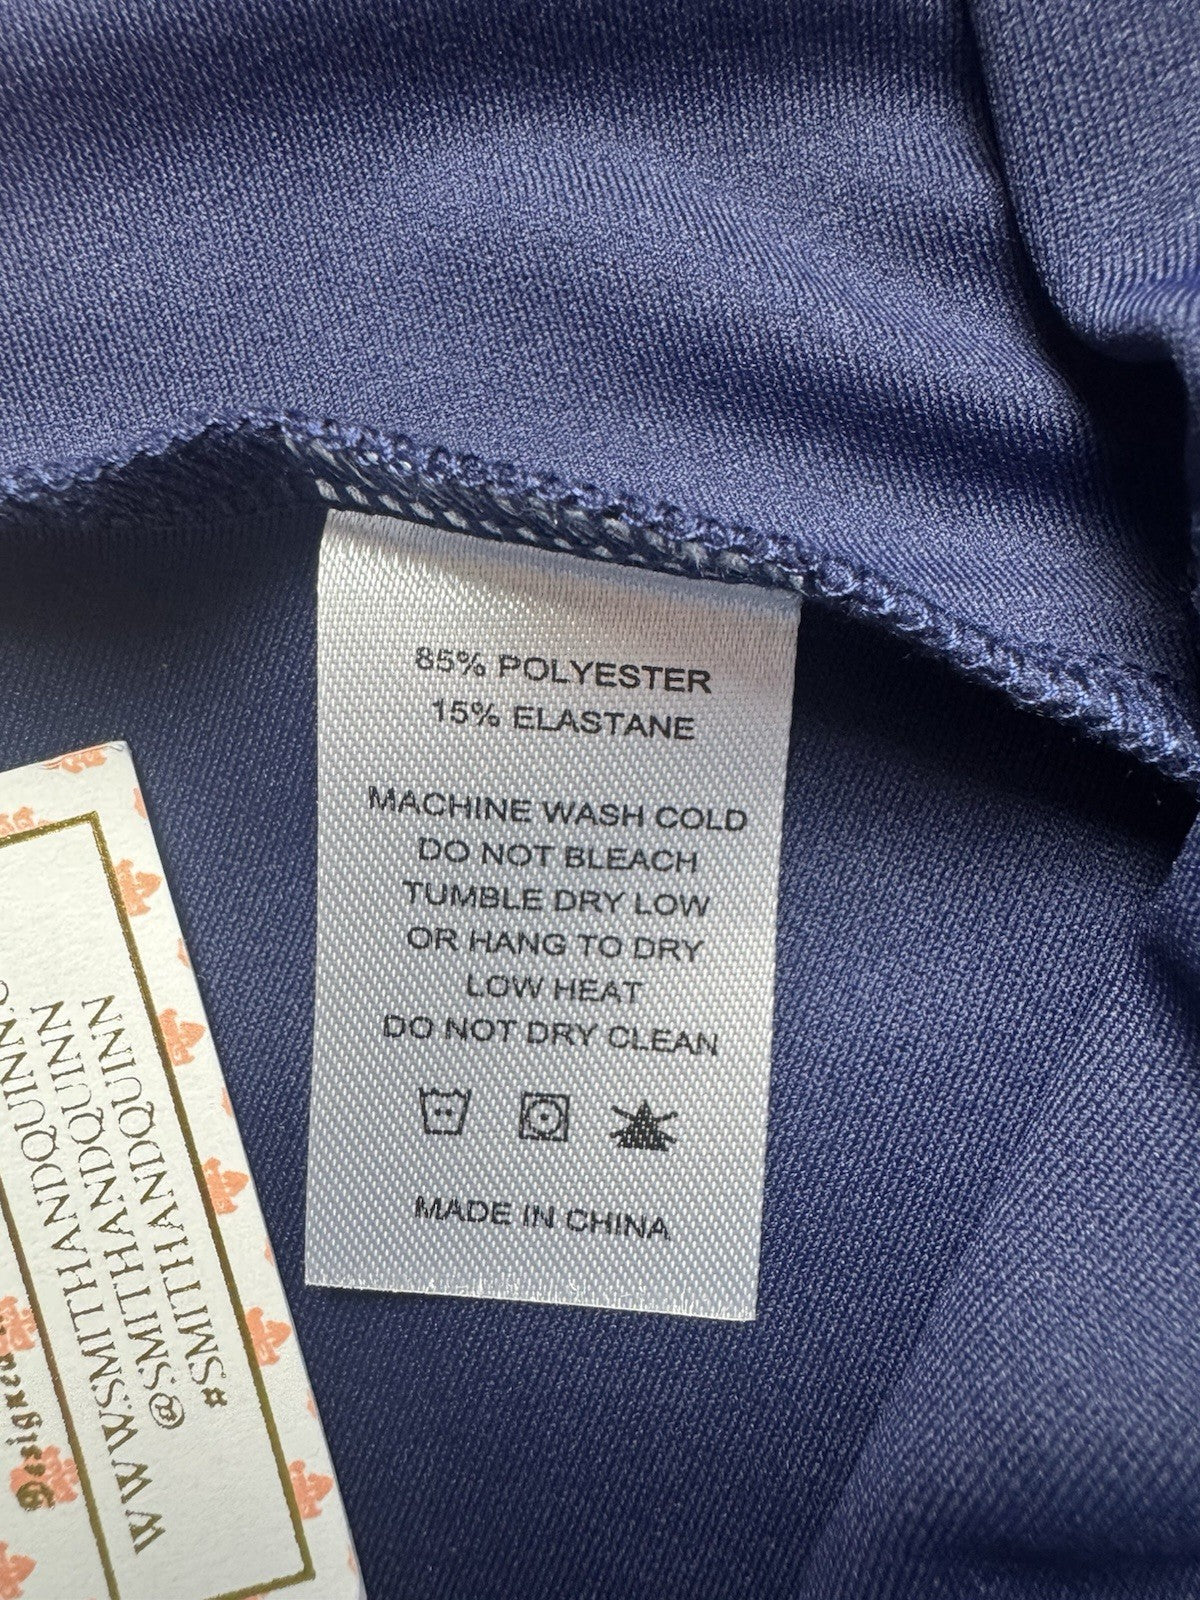 85% POLYESTER
15% ELASTANE
MACHINE WASH COLD
DO NOT BLEACH
TUMBLE DRY LOW
OR HANG TO DRY
LOW HEAT
DO NOT DRY CLEAN
MADE IN CHINA
#SMITHANDQUINN
@SMITHANDQUINN
WWW.SMITHANDQUINN